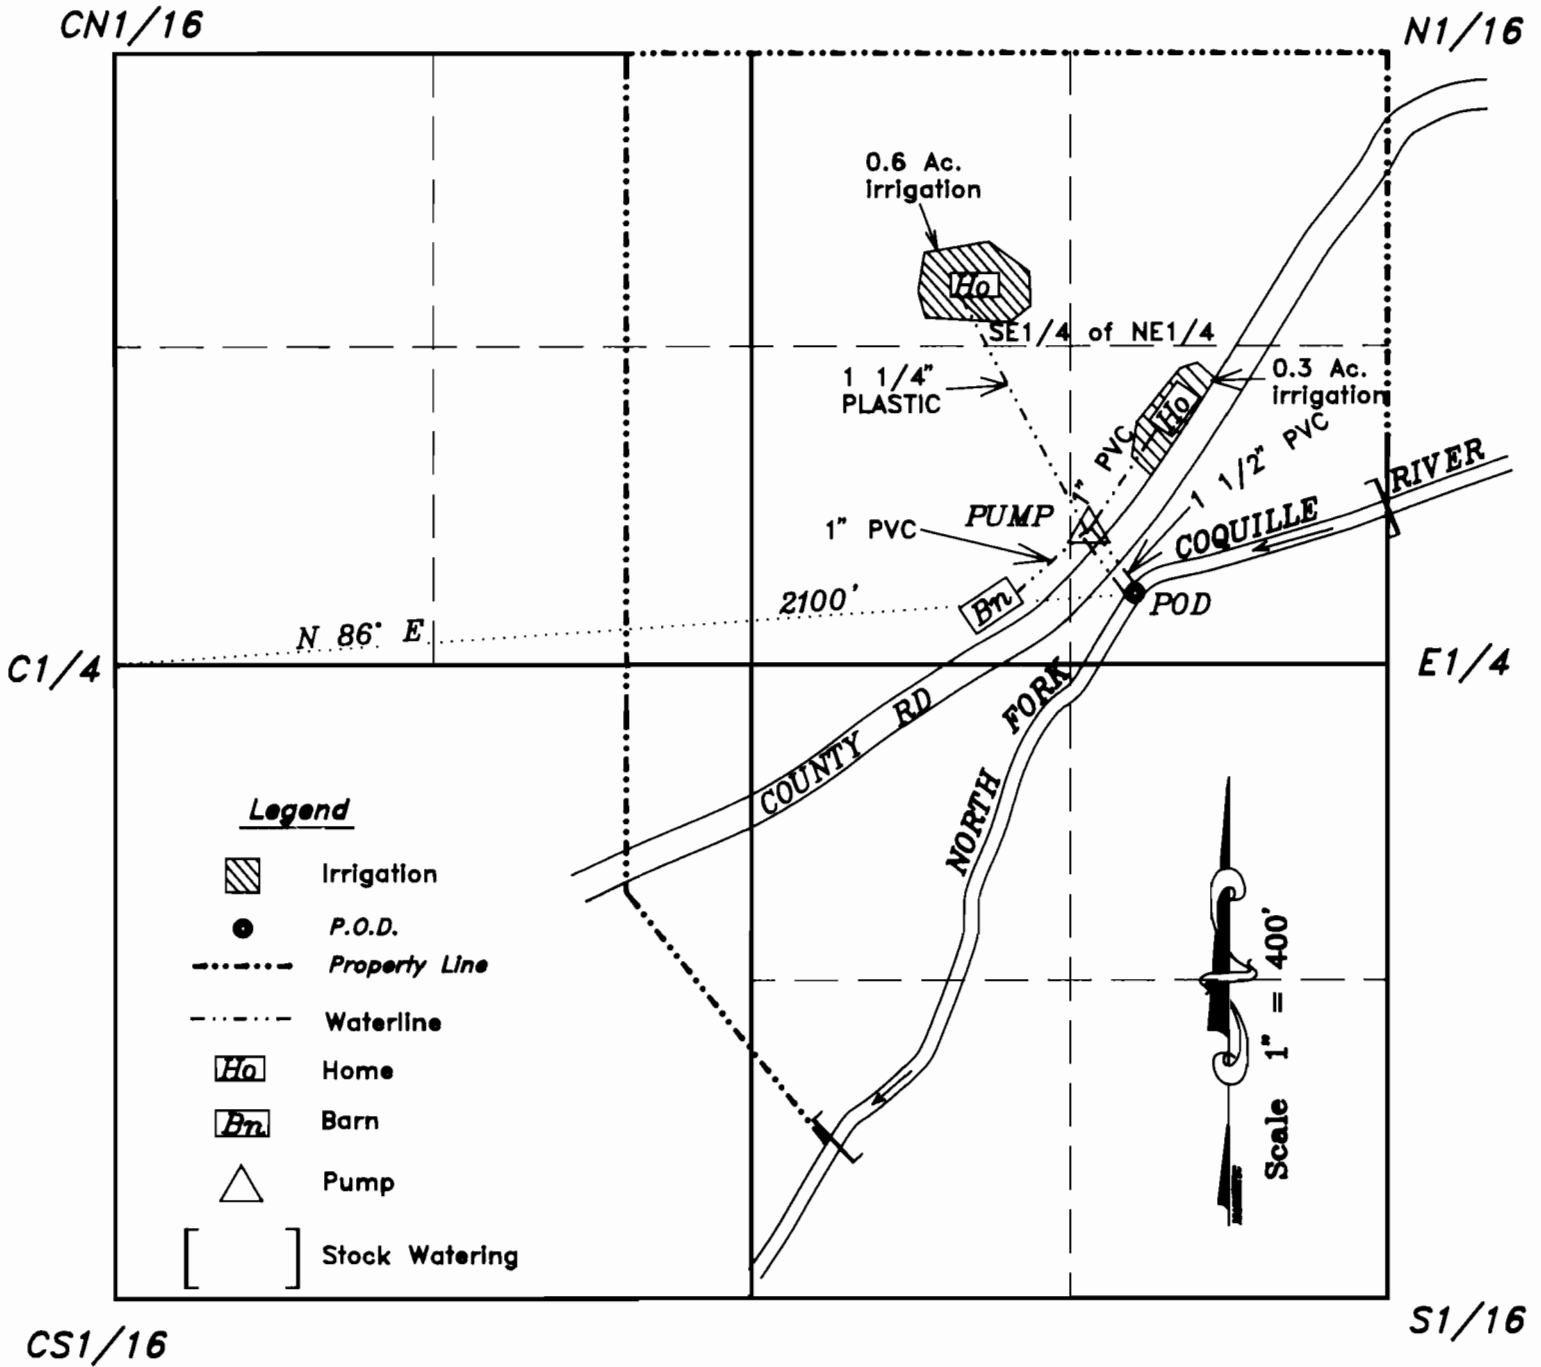 CN1/16
N1/16
0.6 Ac.
irrigation
Ho
SE1/4 of NE1/4
1 1/4"
PLASTIC
0.3 Ac.
irrigation
Ho
1" PVC
1 1/2" PVC
RIVER
COQUILLE
PUMP
1" PVC
Bn
POD
2100'
N 86° E
C1/4
E1/4
FORK
COUNTY RD
NORTH
Legend
Irrigation
P.O.D.
Property Line
Waterline
Ho Home
Bn Barn
Pump
Stock Watering
Scale 1" = 400'
CS1/16
S1/16